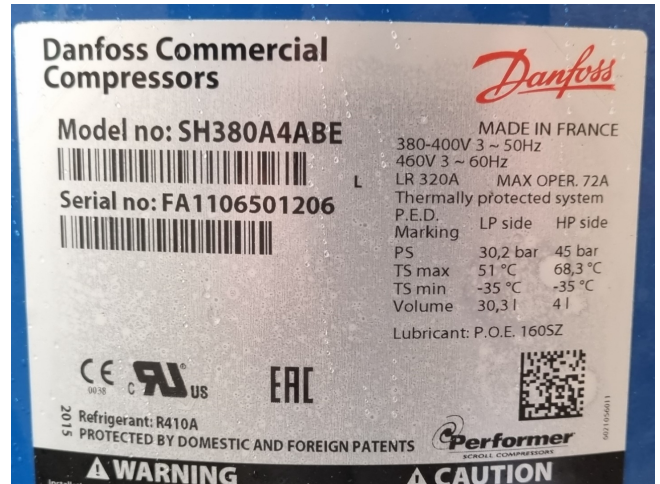 Danfoss Commercial
Compressors
Danfoss
Model no: SH380A4ABE
Serial no: FA1106501206
L
MADE IN FRANCE
380-400V 3 ~ 50Hz
460V 3 ~ 60Hz
LR 320A MAX OPER. 72A
Thermally protected system
P.E.D.
Marking LP side HP side
PS 30,2 bar 45 bar
TS max 51 °C 68,3 °C
TS min -35 °C -35 °C
Volume 30,3 l 4 l
Lubricant: P.O.E. 160SZ
CE
0038
C RU US
EAC
2015
Refrigerant: R410A
PROTECTED BY DOMESTIC AND FOREIGN PATENTS
Performer
SCROLL COMPRESSORS
5021056011
WARNING
CAUTION